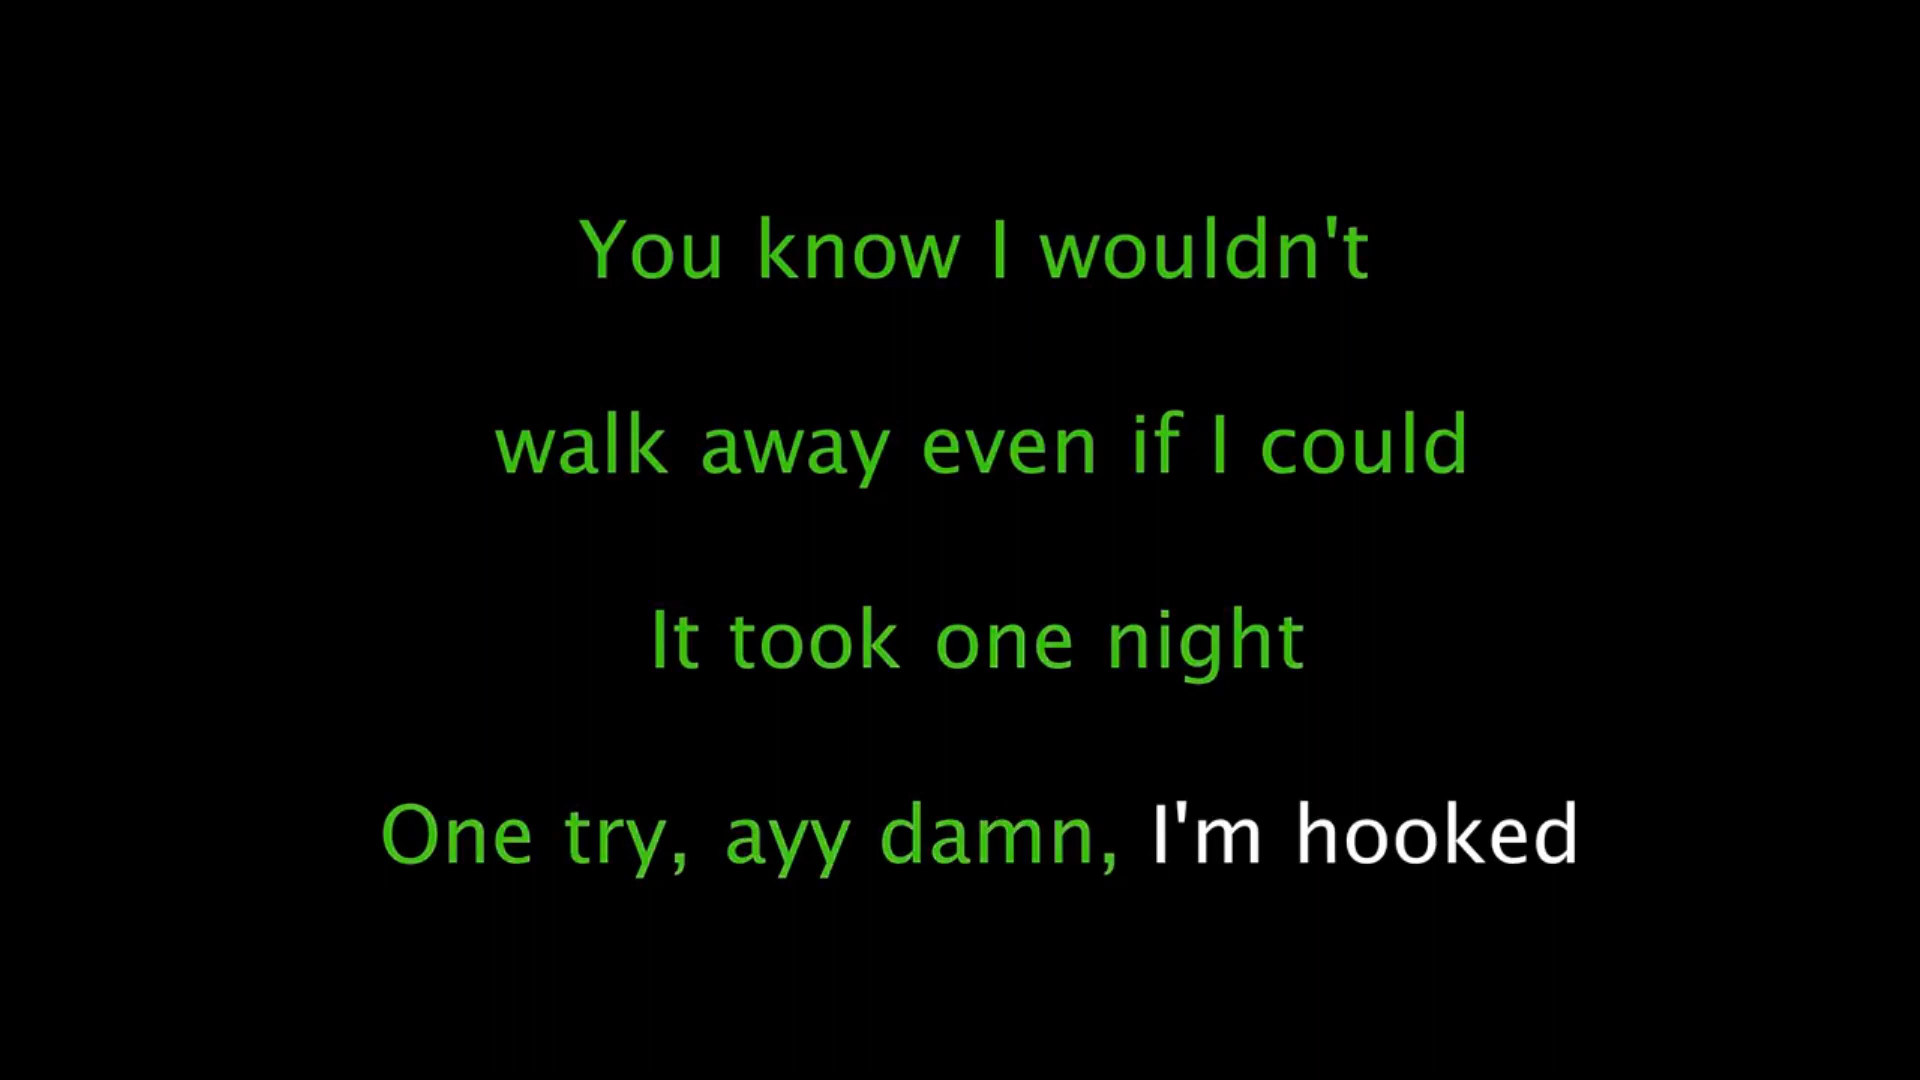 You know I wouldn't
walk away even if I could
It took one night
One try, ayy damn, I'm hooked